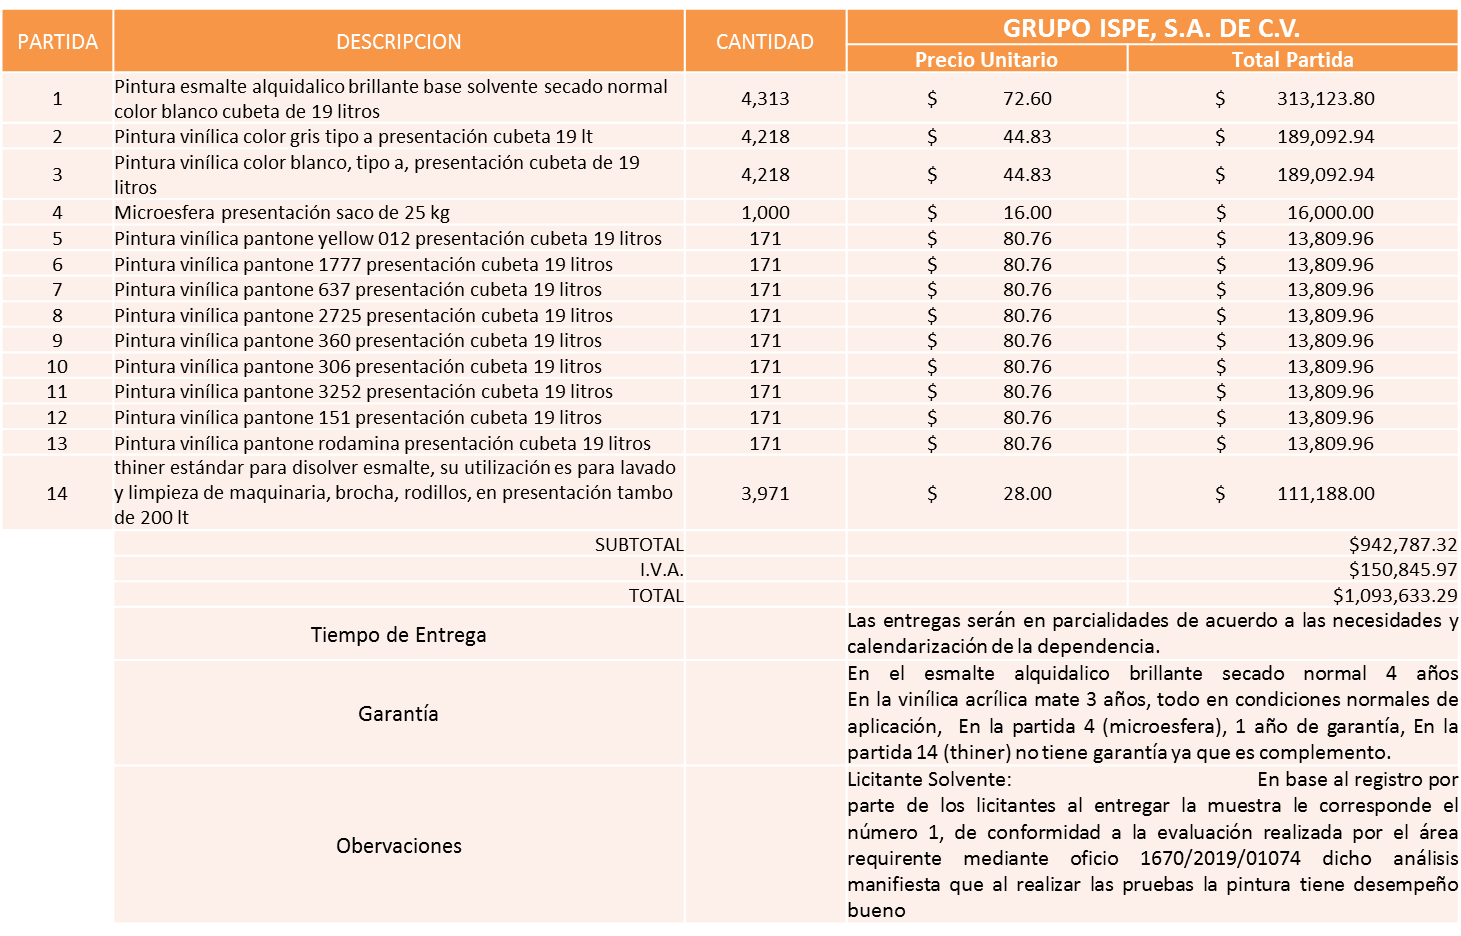 PARTIDA DESCRIPCION CANTIDAD GRUPO ISPE, S.A. DE C.V.
Precio Unitario Total Partida
1 Pintura esmalte alquidalico brillante base solvente secado normal
color blanco cubeta de 19 litros 4,313 $ 72.60 $ 313,123.80
2 Pintura vinílica color gris tipo a presentación cubeta 19 lt 4,218 $ 44.83 $ 189,092.94
3 Pintura vinílica color blanco, tipo a, presentación cubeta de 19
litros 4,218 $ 44.83 $ 189,092.94
4 Microesfera presentación saco de 25 kg 1,000 $ 16.00 $ 16,000.00
5 Pintura vinílica pantone yellow 012 presentación cubeta 19 litros 171 $ 80.76 $ 13,809.96
6 Pintura vinílica pantone 1777 presentación cubeta 19 litros 171 $ 80.76 $ 13,809.96
7 Pintura vinílica pantone 637 presentación cubeta 19 litros 171 $ 80.76 $ 13,809.96
8 Pintura vinílica pantone 2725 presentación cubeta 19 litros 171 $ 80.76 $ 13,809.96
9 Pintura vinílica pantone 360 presentación cubeta 19 litros 171 $ 80.76 $ 13,809.96
10 Pintura vinílica pantone 306 presentación cubeta 19 litros 171 $ 80.76 $ 13,809.96
11 Pintura vinílica pantone 3252 presentación cubeta 19 litros 171 $ 80.76 $ 13,809.96
12 Pintura vinílica pantone 151 presentación cubeta 19 litros 171 $ 80.76 $ 13,809.96
13 Pintura vinílica pantone rodamina presentación cubeta 19 litros 171 $ 80.76 $ 13,809.96
14 thiner estándar para disolver esmalte, su utilización es para lavado
y limpieza de maquinaria, brocha, rodillos, en presentación tambo
de 200 lt 3,971 $ 28.00 $ 111,188.00
SUBTOTAL $942,787.32
I.V.A. $150,845.97
TOTAL $1,093,633.29
Tiempo de Entrega
Las entregas serán en parcialidades de acuerdo a las necesidades y
calendarización de la dependencia.
Garantía
En el esmalte alquidalico brillante secado normal 4 años
En la vinílica acrílica mate 3 años, todo en condiciones normales de
aplicación, En la partida 4 (microesfera), 1 año de garantía, En la
partida 14 (thiner) no tiene garantía ya que es complemento.
Obervaciones
Licitante Solvente: En base al registro por
parte de los licitantes al entregar la muestra le corresponde el
número 1, de conformidad a la evaluación realizada por el área
requirente mediante oficio 1670/2019/01074 dicho análisis
manifiesta que al realizar las pruebas la pintura tiene desempeño
bueno